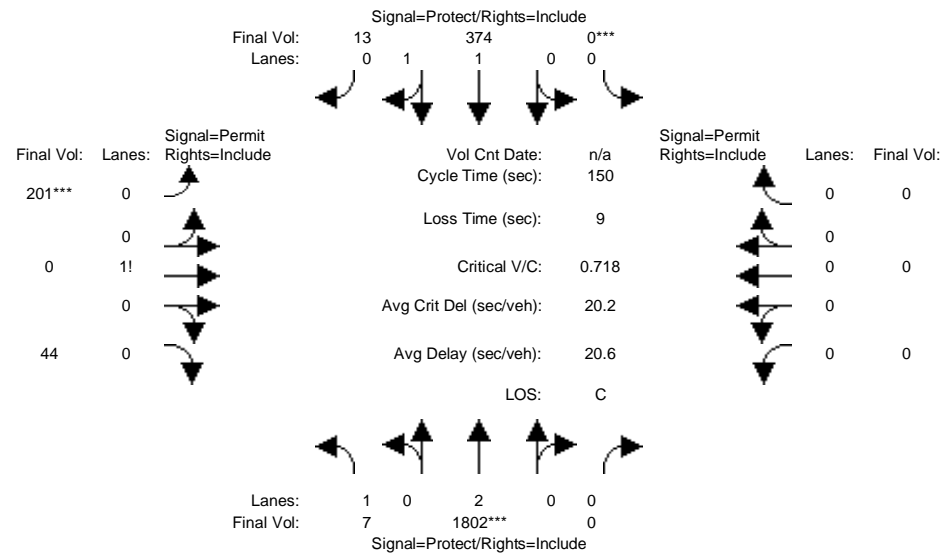 Signal=Protect/Rights=Include
Final Vol: 13 374 0***
Lanes: 0 1 1 0 0
Signal=Permit Signal=Permit
Final Vol: Lanes: Rights=Include Vol Cnt Date: n/a Rights=Include Lanes: Final Vol:
Cycle Time (sec): 150
201*** 0 0 0
Loss Time (sec): 9
0 0
0 1! Critical V/C: 0.718 0 0
0 Avg Crit Del (sec/veh): 20.2 0
44 0 Avg Delay (sec/veh): 20.6 0 0
LOS: C
Lanes: 1 0 2 0 0
Final Vol: 7 1802*** 0
Signal=Protect/Rights=Include